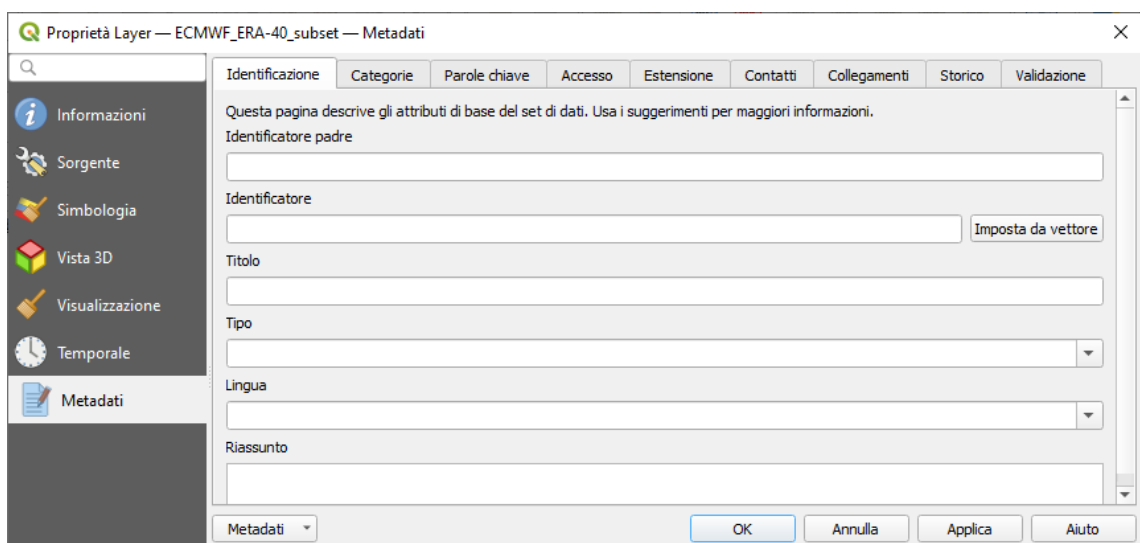 Proprietà Layer — ECMWF_ERA-40_subset — Metadati
Informazioni
Sorgente
Simbologia
Vista 3D
Visualizzazione
Temporale
Metadati
Identificazione Categorie Parole chiave Accesso Estensione Contatti Collegamenti Storico Validazione
Questa pagina descrive gli attributi di base del set di dati. Usa i suggerimenti per maggiori informazioni.
Identificatore padre
Identificatore
Imposta da vettore
Titolo
Tipo
Lingua
Riassunto
Metadati OK Annulla Applica Aiuto